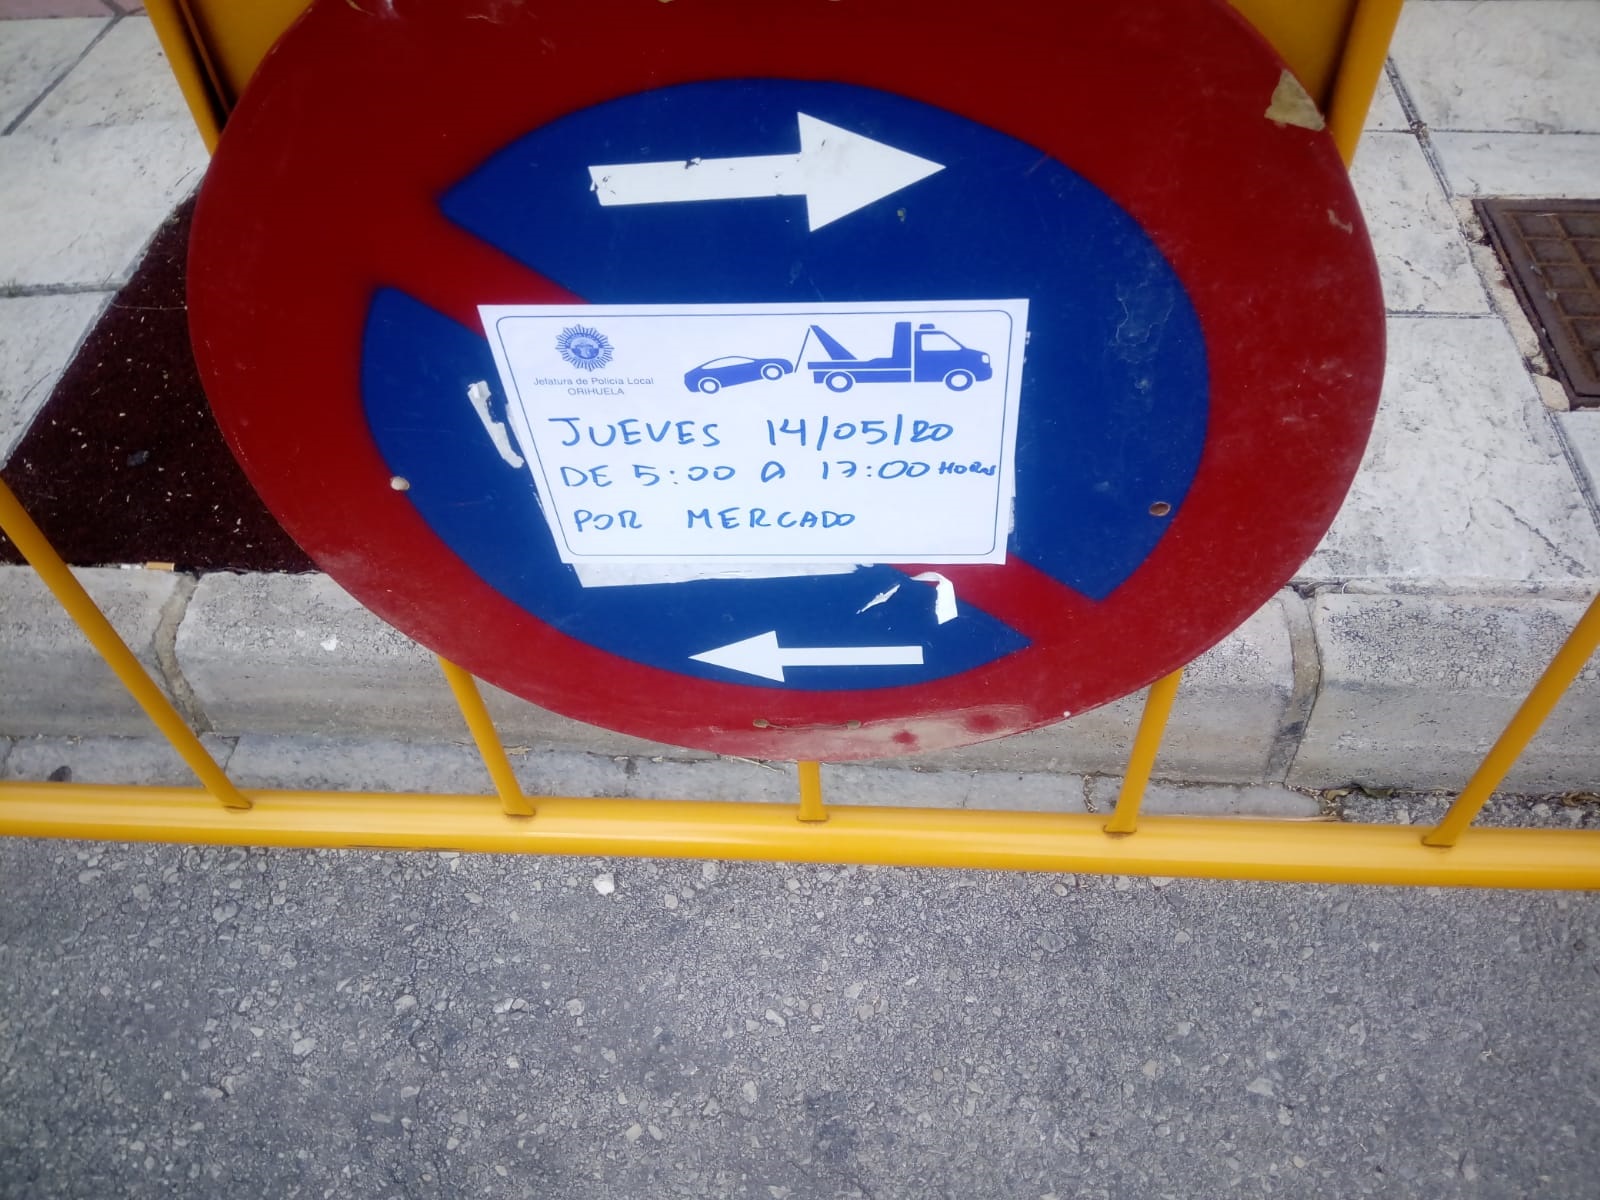 Jefatura de Policía Local
ORIHUELA
JUEVES 14/05/20
DE 5:00 A 17:00 HORAS
POR MERCADO